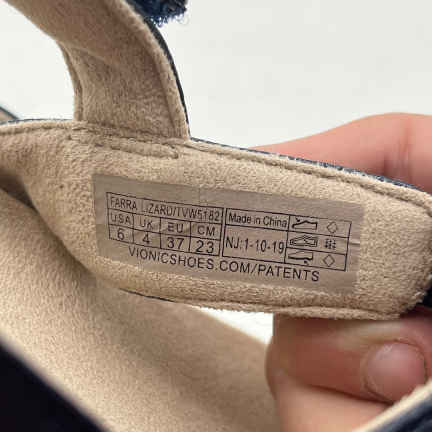 FARRA LIZARD/TVW5182
USA UK EU CM
6 4 37 23
Made in China
NJ:1-10-19
VIONICSHOES.COM/PATENTS